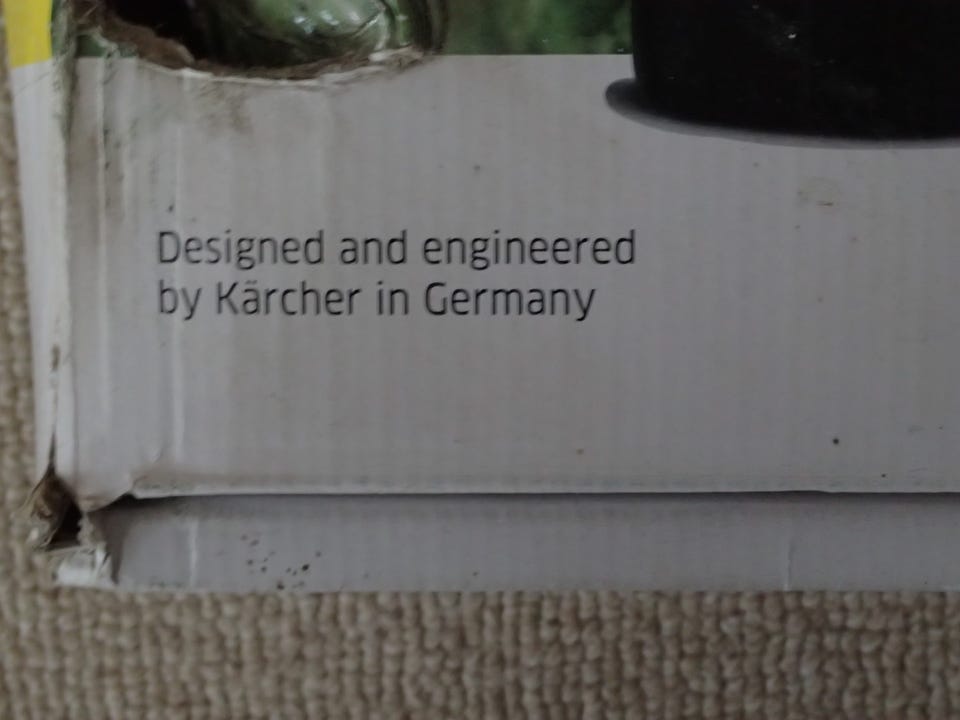 Designed and engineered
by Kärcher in Germany